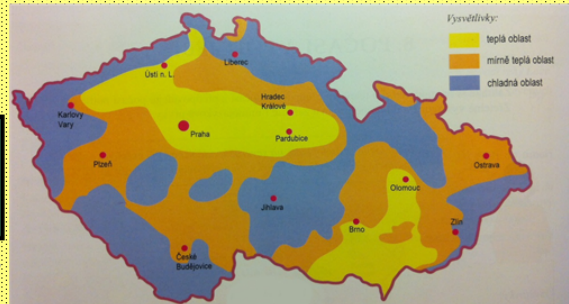 Vysvětlivky:
teplá oblast
mírně teplá oblast
chladná oblast
Liberec
Ústí n. L.
Hradec
Králové
Karlovy
Vary
Praha
Pardubice
Plzeň
Ostrava
Olomouc
Jihlava
Zlín
Brno
České
Budějovice